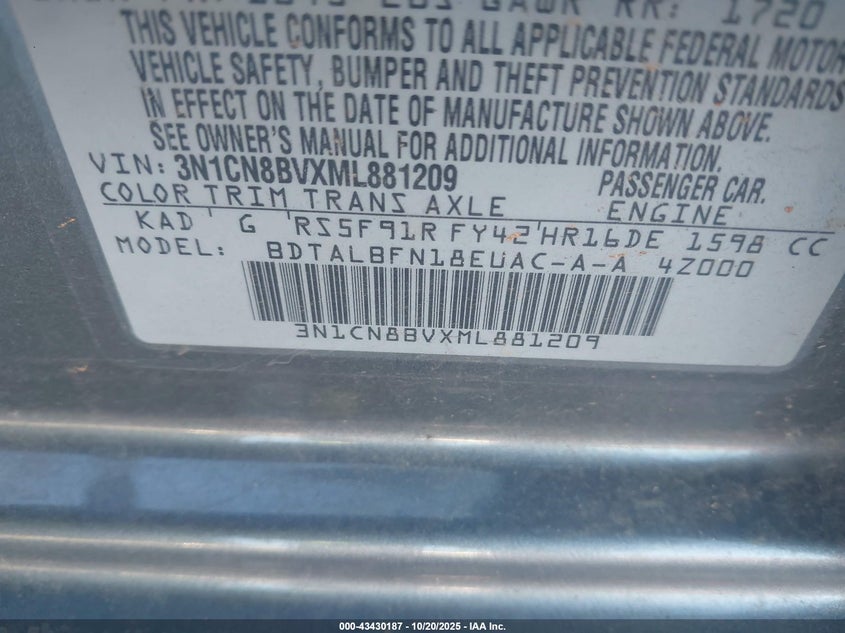 RR: 1720
THIS VEHICLE CONFORMS TO ALL APPLICABLE FEDERAL MOTOR
VEHICLE SAFETY, BUMPER AND THEFT PREVENTION STANDARDS
IN EFFECT ON THE DATE OF MANUFACTURE SHOWN ABOVE.
SEE OWNER'S MANUAL FOR ADDITIONAL INFORMATION.
VIN: 3N1CN8BVXML881209 PASSENGER CAR.
COLOR TRIM TRANS AXLE ENGINE
KAD G RS5F91R FY42 HR16DE 1598 CC
MODEL: BDTALBFN18EUAC-A-A 4Z000
3N1CN8BVXML881209
000-43430187 - 10/20/2025 - IAA Inc.